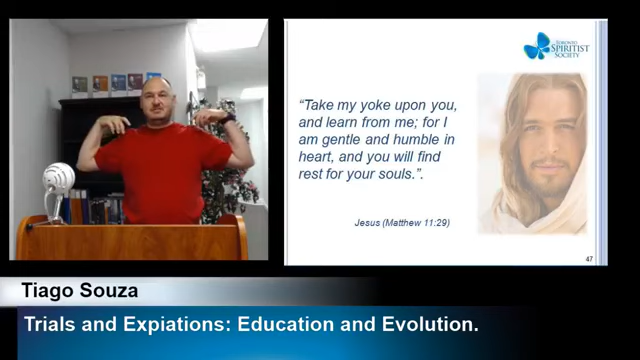 TORONTO
SPIRITIST
SOCIETY
“Take my yoke upon you,
and learn from me; for I
am gentle and humble in
heart, and you will find
rest for your souls.”.
Jesus (Matthew 11:29)
47
Tiago Souza
Trials and Expiations: Education and Evolution.